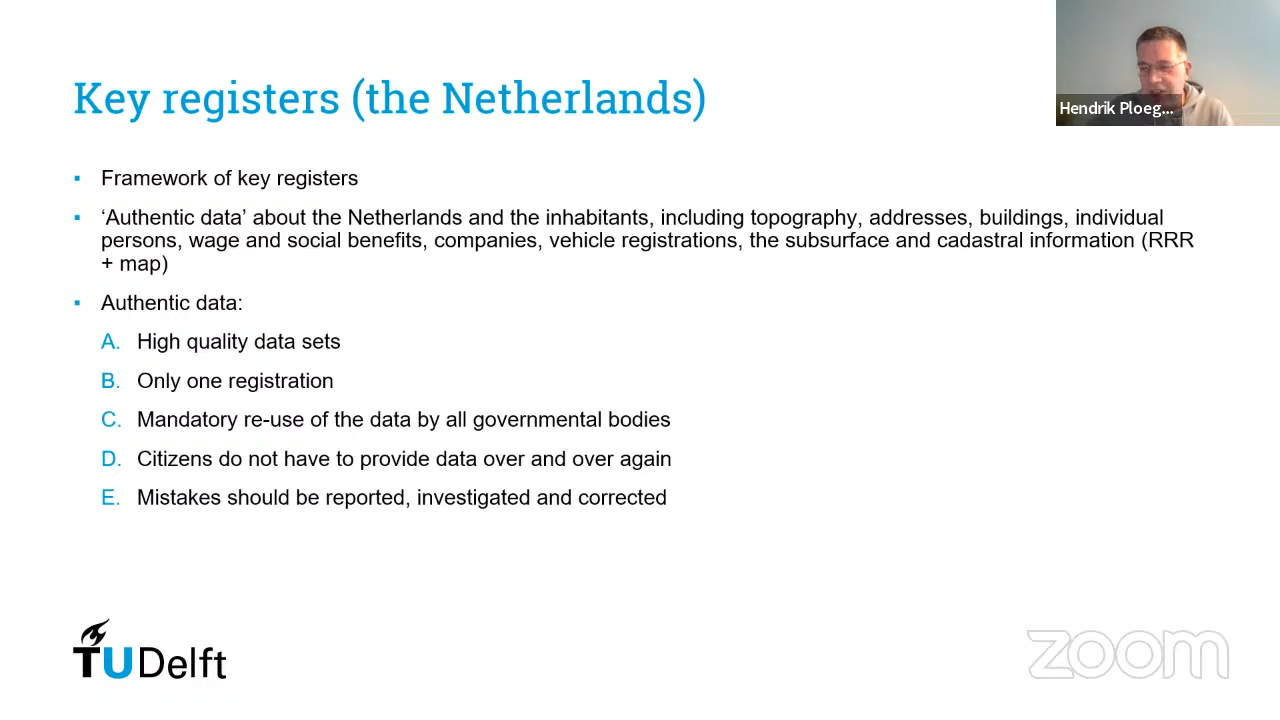 Key registers (the Netherlands)
Hendrik Ploeg...
▪ Framework of key registers
▪ ‘Authentic data’ about the Netherlands and the inhabitants, including topography, addresses, buildings, individual
persons, wage and social benefits, companies, vehicle registrations, the subsurface and cadastral information (RRR
+ map)
▪ Authentic data:
A. High quality data sets
B. Only one registration
C. Mandatory re-use of the data by all governmental bodies
D. Citizens do not have to provide data over and over again
E. Mistakes should be reported, investigated and corrected
TU Delft
zoom